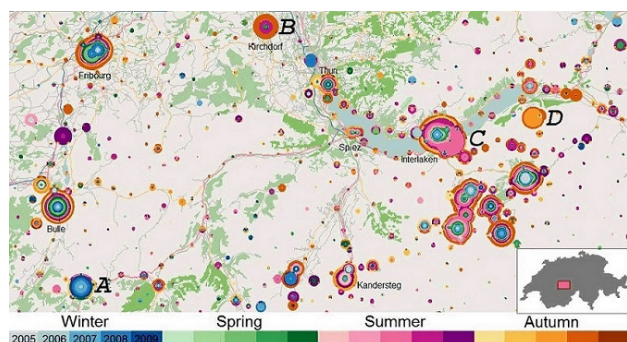 B
Kirchdorf
Fribourg
Thun
D
C
Spiez
Interlaken
Bulle
A
Kandersteg
Winter Spring Summer Autumn
2005 2006 2007 2008 2009